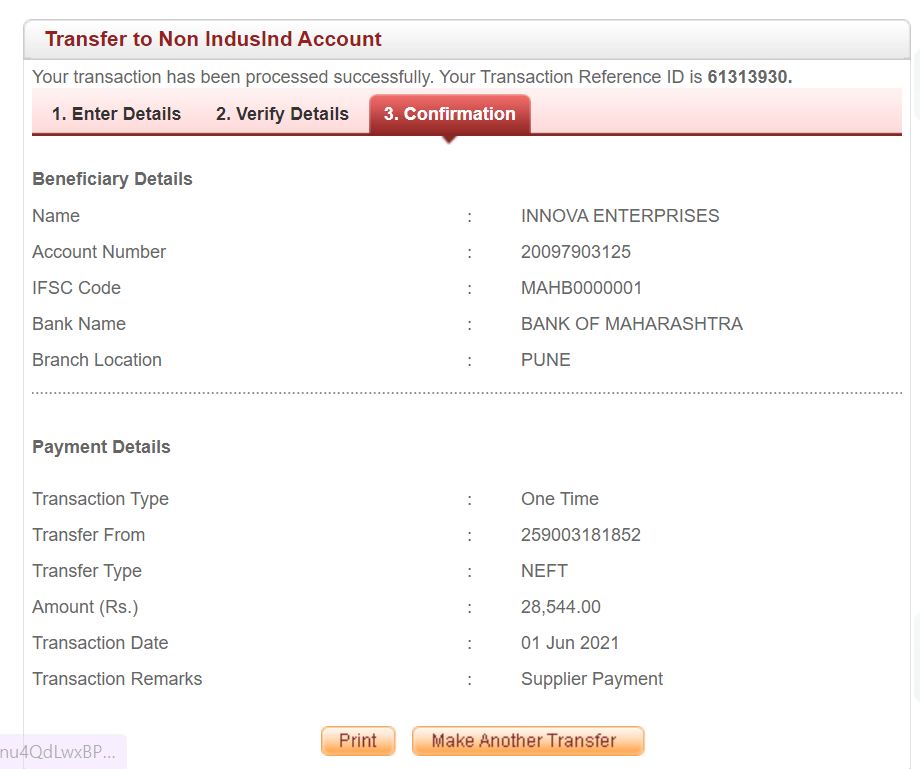 Transfer to Non IndusInd Account
Your transaction has been processed successfully. Your Transaction Reference ID is 61313930.
1. Enter Details 2. Verify Details 3. Confirmation
Beneficiary Details
Name : INNOVA ENTERPRISES
Account Number : 20097903125
IFSC Code : MAHB0000001
Bank Name : BANK OF MAHARASHTRA
Branch Location : PUNE
Payment Details
Transaction Type : One Time
Transfer From : 259003181852
Transfer Type : NEFT
Amount (Rs.) : 28,544.00
Transaction Date : 01 Jun 2021
Transaction Remarks : Supplier Payment
Print Make Another Transfer
nu4QdLwxBP...